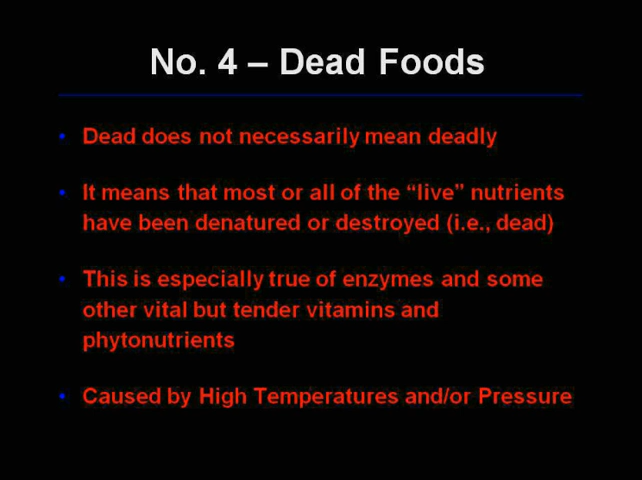 No. 4 – Dead Foods
• Dead does not necessarily mean deadly
• It means that most or all of the “live” nutrients
have been denatured or destroyed (i.e., dead)
• This is especially true of enzymes and some
other vital but tender vitamins and
phytonutrients
• Caused by High Temperatures and/or Pressure